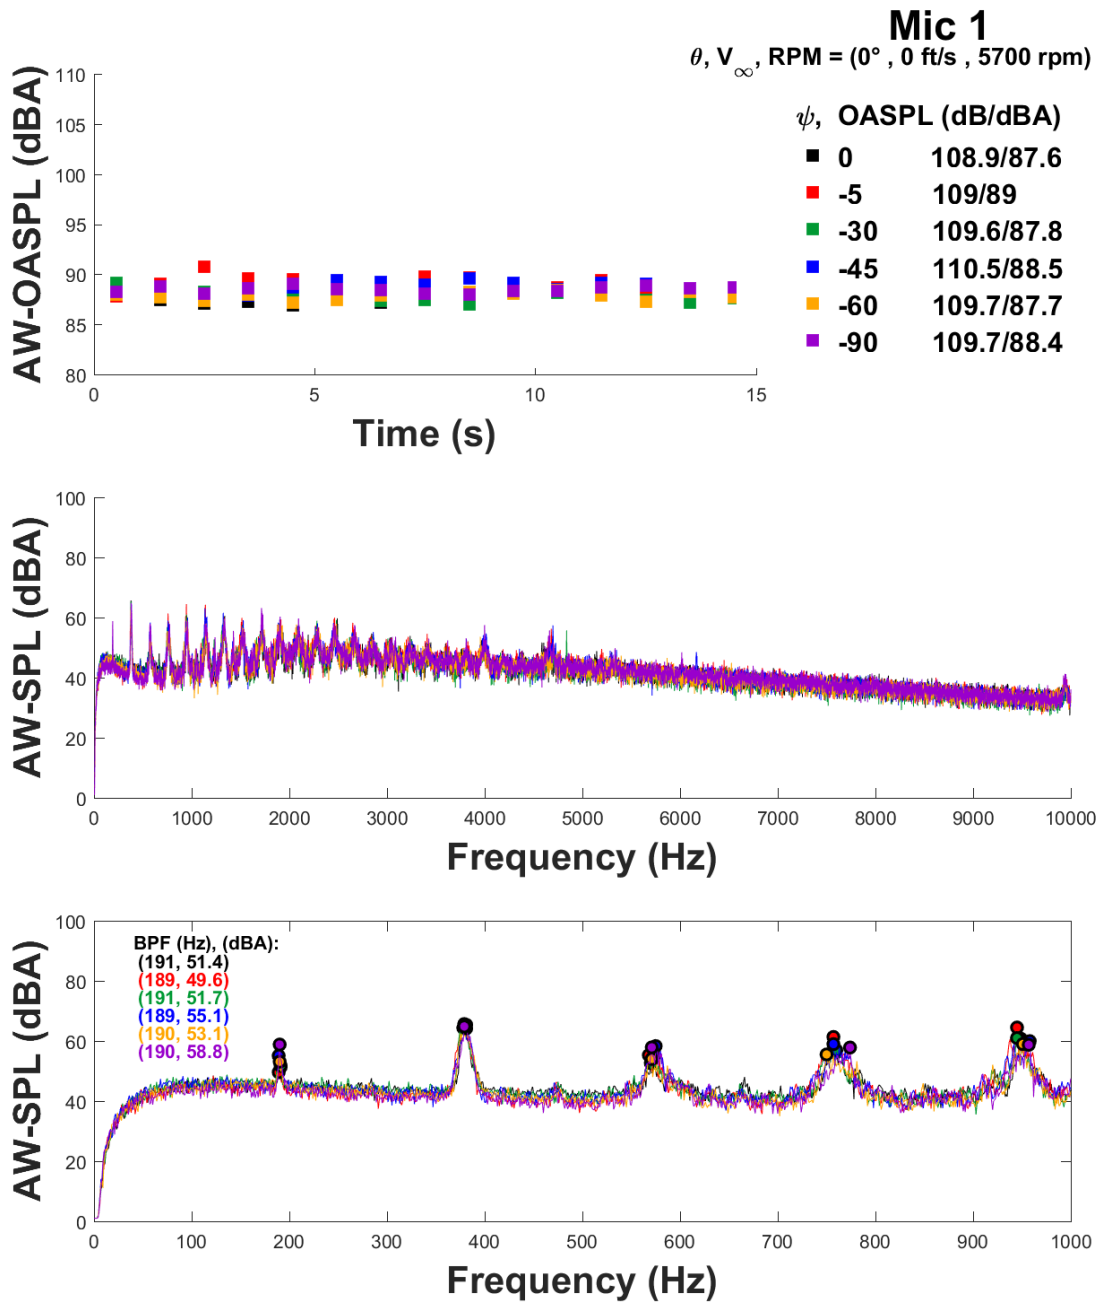 Mic 1
θ, V∞, RPM = (0° , 0 ft/s , 5700 rpm)
ψ, OASPL (dB/dBA)
0 108.9/87.6
-5 109/89
-30 109.6/87.8
-45 110.5/88.5
-60 109.7/87.7
-90 109.7/88.4
AW-OASPL (dBA)
110
105
100
95
90
85
80
0 5 10 15
Time (s)
AW-SPL (dBA)
100
80
60
40
20
0
0 1000 2000 3000 4000 5000 6000 7000 8000 9000 10000
Frequency (Hz)
AW-SPL (dBA)
100
80
60
40
20
0
BPF (Hz), (dBA):
(191, 51.4)
(189, 49.6)
(191, 51.7)
(189, 55.1)
(190, 53.1)
(190, 58.8)
0 100 200 300 400 500 600 700 800 900 1000
Frequency (Hz)